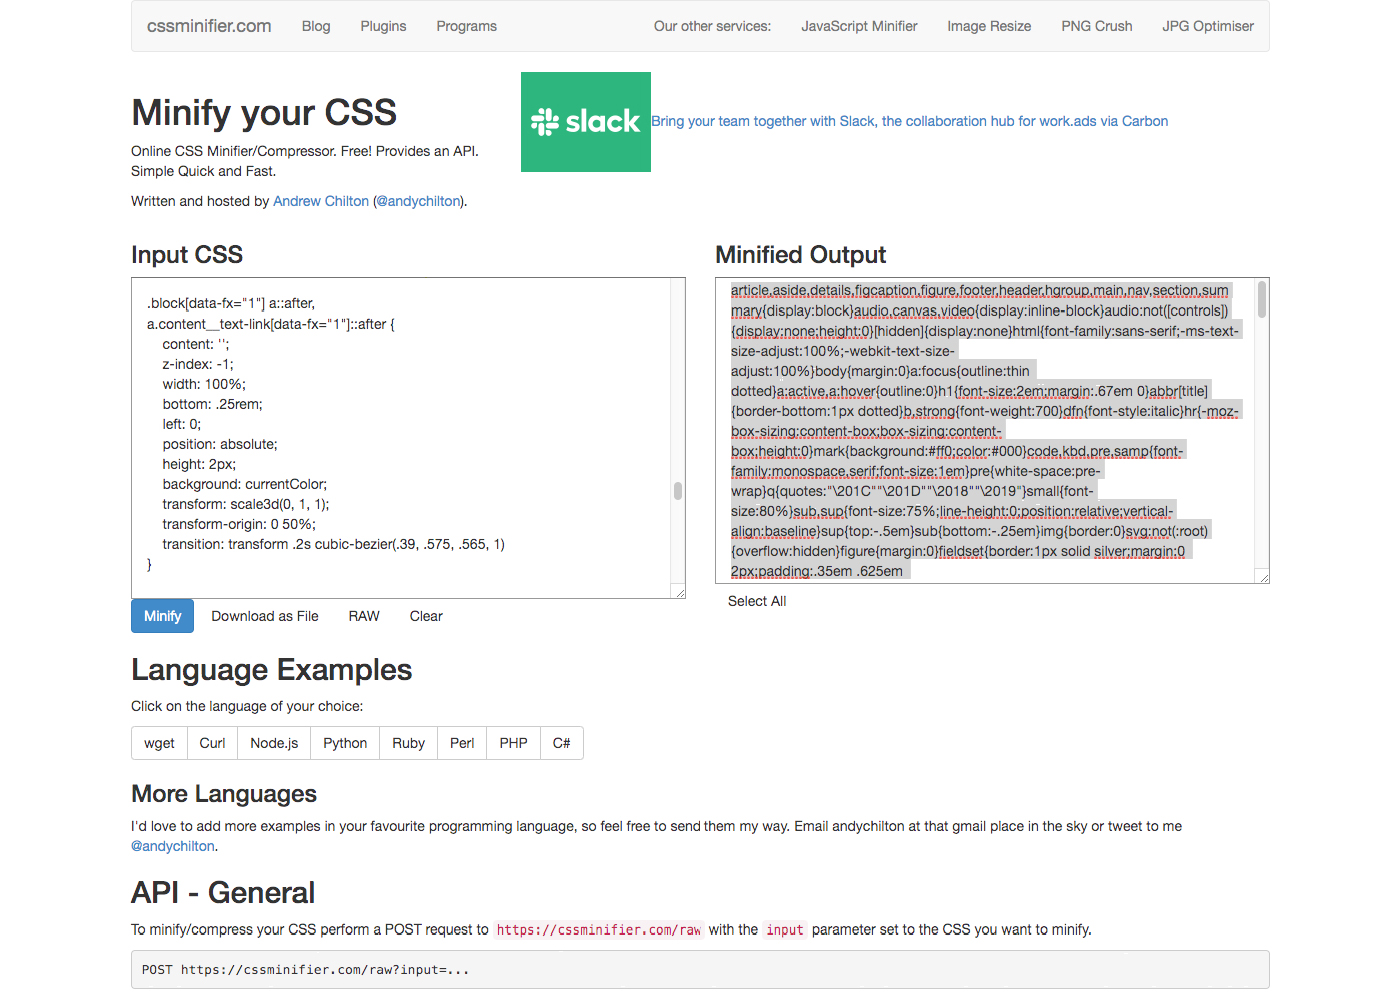 cssminifier.com Blog Plugins Programs Our other services: JavaScript Minifier Image Resize PNG Crush JPG Optimiser
Minify your CSS
Online CSS Minifier/Compressor. Free! Provides an API.
Simple Quick and Fast.
Written and hosted by Andrew Chilton (@andychilton).
slack
Bring your team together with Slack, the collaboration hub for work.ads via Carbon
Input CSS
.block[data-fx="1"] a::after,
a.content__text-link[data-fx="1"]::after {
content: '';
z-index: -1;
width: 100%;
bottom: .25rem;
left: 0;
position: absolute;
height: 2px;
background: currentColor;
transform: scale3d(0, 1, 1);
transform-origin: 0 50%;
transition: transform .2s cubic-bezier(.39, .575, .565, 1)
}
Minify Download as File RAW Clear
Minified Output
article,aside,details,figcaption,figure,footer,header,hgroup,main,nav,section,sum
mary{display:block}audio,canvas,video{display:inline-block}audio:not([controls])
{display:none;height:0}[hidden]{display:none}html{font-family:sans-serif;-ms-text-
size-adjust:100%;-webkit-text-size-
adjust:100%}body{margin:0}a:focus{outline:thin
dotted}a:active,a:hover{outline:0}h1{font-size:2em;margin:.67em 0}abbr[title]
{border-bottom:1px dotted}b,strong{font-weight:700}dfn{font-style:italic}hr{-moz-
box-sizing:content-box;box-sizing:content-
box;height:0}mark{background:#ff0;color:#000}code,kbd,pre,samp{font-
family:monospace,serif;font-size:1em}pre{white-space:pre-
wrap}q{quotes:"\201C""\201D""\2018""\2019"}small{font-
size:80%}sub,sup{font-size:75%;line-height:0;position:relative;vertical-
align:baseline}sup{top:-.5em}sub{bottom:-.25em}img{border:0}svg:not(:root)
{overflow:hidden}figure{margin:0}fieldset{border:1px solid silver;margin:0
2px;padding:.35em .625em
Select All
Language Examples
Click on the language of your choice:
wget Curl Node.js Python Ruby Perl PHP C#
More Languages
I'd love to add more examples in your favourite programming language, so feel free to send them my way. Email andychilton at that gmail place in the sky or tweet to me
@andychilton.
API - General
To minify/compress your CSS perform a POST request to https://cssminifier.com/raw with the input parameter set to the CSS you want to minify.
POST https://cssminifier.com/raw?input=...